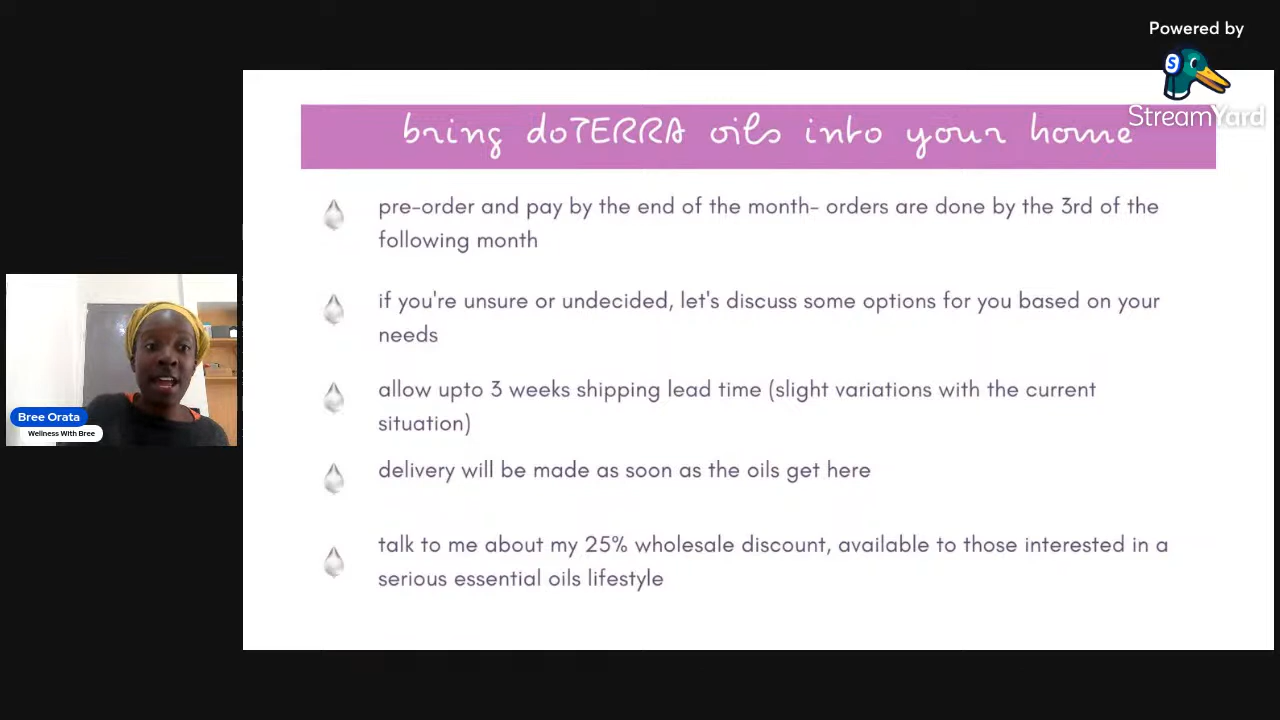 Powered by
StreamYard
bring doTERRA oils into your home
pre-order and pay by the end of the month- orders are done by the 3rd of the
following month
if you're unsure or undecided, let's discuss some options for you based on your
needs
allow upto 3 weeks shipping lead time (slight variations with the current
situation)
delivery will be made as soon as the oils get here
talk to me about my 25% wholesale discount, available to those interested in a
serious essential oils lifestyle
Bree Orata
Wellness With Bree